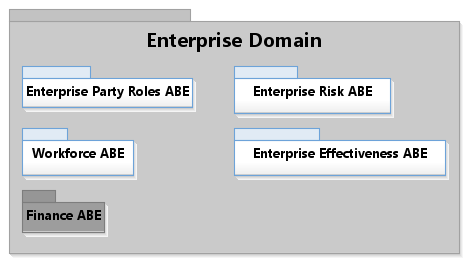 Enterprise Domain
Enterprise Party Roles ABE
Enterprise Risk ABE
Workforce ABE
Enterprise Effectiveness ABE
Finance ABE